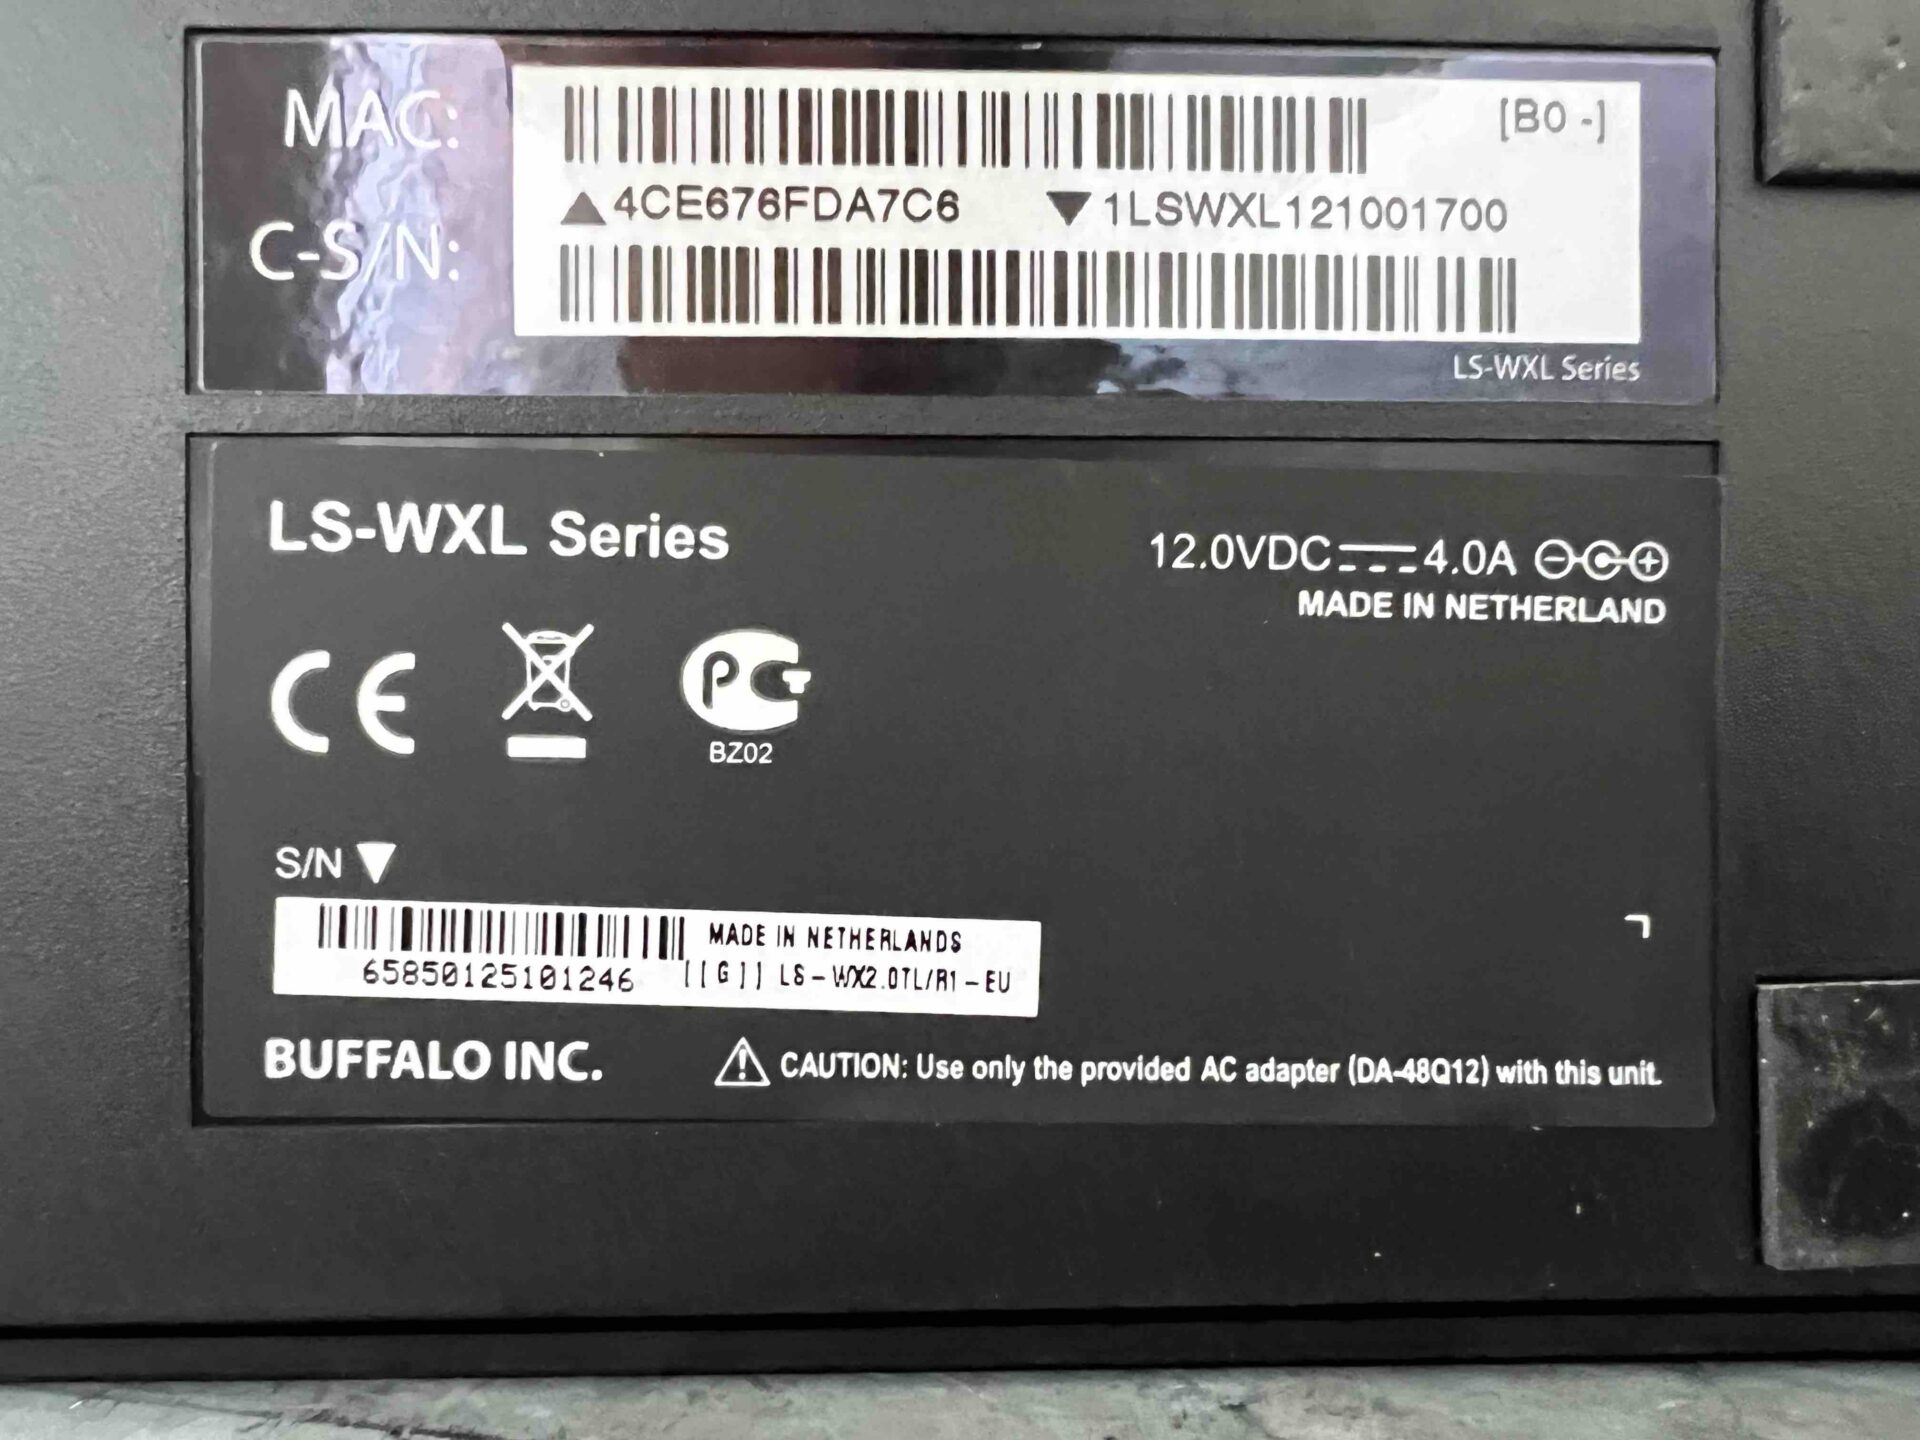 MAC:
[B0 -]
▲4CE676FDA7C6 ▼1LSWXL121001700
C-S/N:
LS-WXL Series
LS-WXL Series
12.0VDC⎓4.0A
MADE IN NETHERLAND
CE
PCT
BZ02
S/N ▼
MADE IN NETHERLANDS
65850125101246 [[G]] LS-WX2.0TL/R1-EU
BUFFALO INC.
CAUTION: Use only the provided AC adapter (DA-48Q12) with this unit.